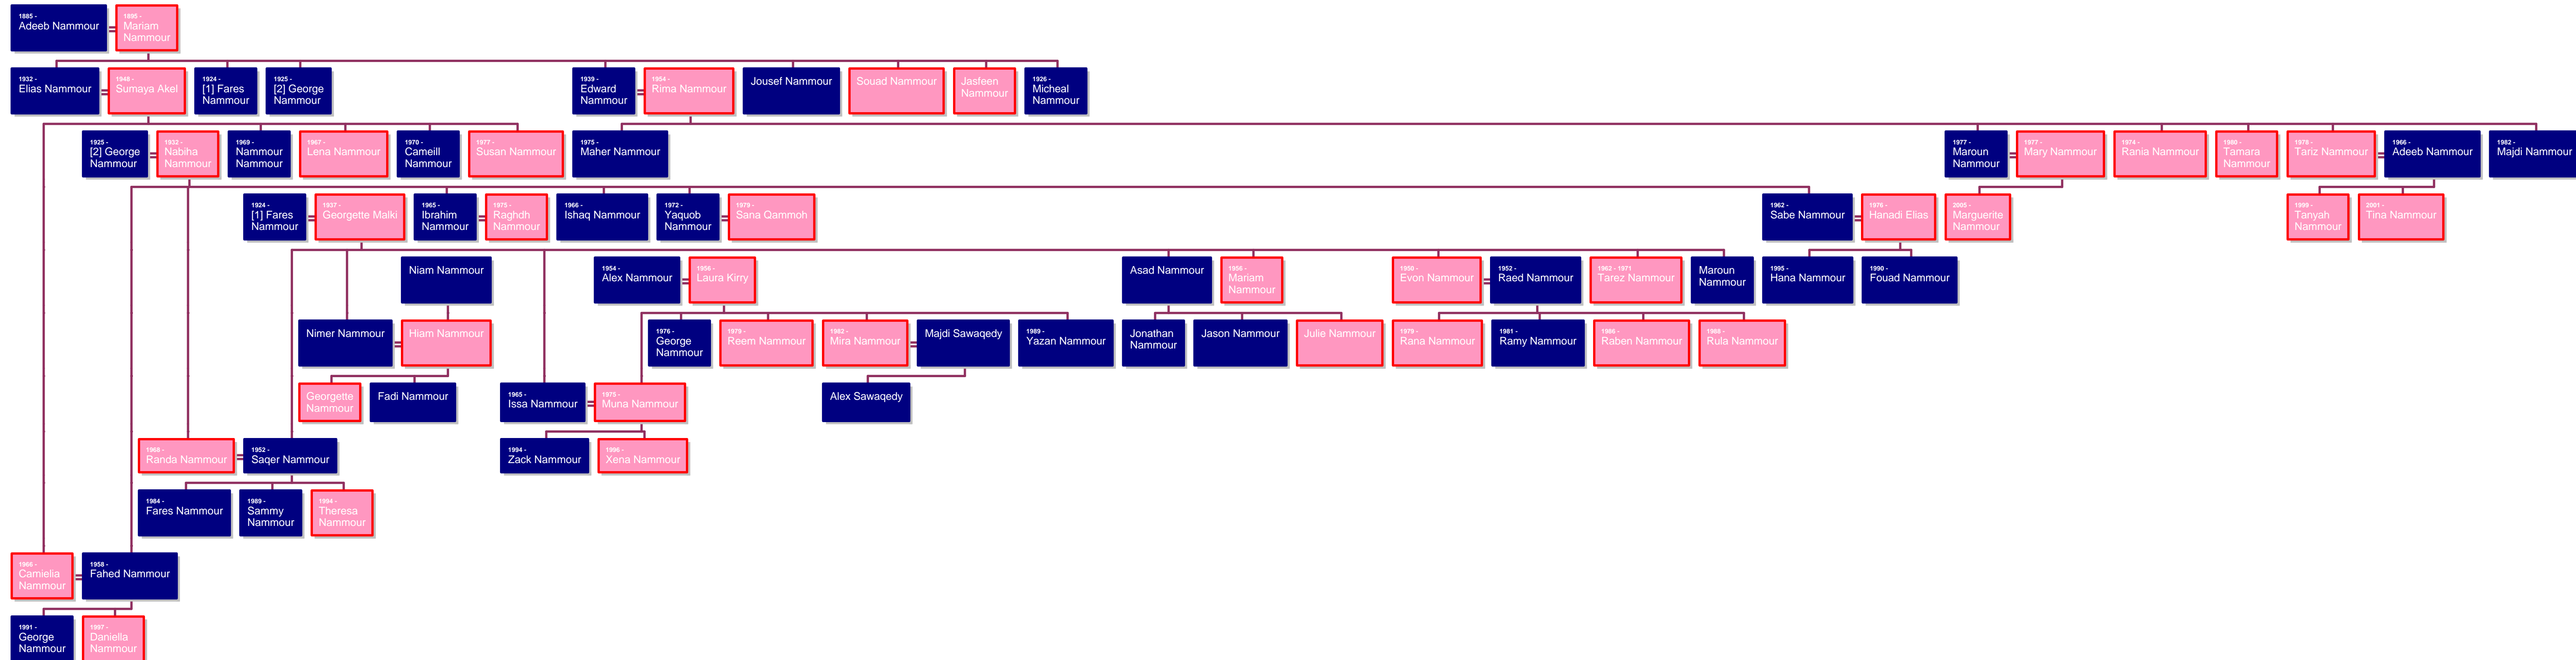 1885 -
Adeeb Nammour
1895 -
Mariam
Nammour
1932 -
Elias Nammour
1948 -
Sumaya Akel
1924 -
[1] Fares
Nammour
1925 -
[2] George
Nammour
1939 -
Edward
Nammour
1954 -
Rima Nammour
Jousef Nammour
Souad Nammour
Jasfeen
Nammour
1926 -
Micheal
Nammour
1925 -
[2] George
Nammour
1932 -
Nabiha
Nammour
1969 -
Nammour
Nammour
1967 -
Lena Nammour
1970 -
Cameill
Nammour
1977 -
Susan Nammour
1975 -
Maher Nammour
1977 -
Maroun
Nammour
1977 -
Mary Nammour
1974 -
Rania Nammour
1980 -
Tamara
Nammour
Tariz Nammour
1966 -
Adeeb Nammour
1982 -
Majdi Nammour
1924 -
[1] Fares
Nammour
1937 -
Georgette Malki
1965 -
Ibrahim
Nammour
1975 -
Raghdh
Nammour
1966 -
Ishaq Nammour
1972 -
Yaquob
Nammour
1979 -
Sana Qammoh
1962 -
Sabe Nammour
1976 -
Hanadi Elias
2005 -
Marguerite
Nammour
1999 -
Tanyah
Nammour
2001 -
Tina Nammour
Niam Nammour
1954 -
Alex Nammour
1956 -
Laura Kirry
Asad Nammour
1956 -
Mariam
Nammour
1950 -
Evon Nammour
1952 -
Raed Nammour
1962 - 1971
Tarez Nammour
Maroun
Nammour
1995 -
Hana Nammour
1990 -
Fouad Nammour
Nimer Nammour
Hiam Nammour
1976 -
George
Nammour
1979 -
Reem Nammour
1982 -
Mira Nammour
Majdi Sawaqedy
1989 -
Yazan Nammour
Jonathan
Nammour
Jason Nammour
Julie Nammour
1979 -
Rana Nammour
1981 -
Ramy Nammour
1986 -
Raben Nammour
1988 -
Rula Nammour
Georgette
Nammour
Fadi Nammour
1965 -
Issa Nammour
1975 -
Muna Nammour
Alex Sawaqedy
Randa Nammour
1952 -
Saqer Nammour
1994 -
Zack Nammour
1996 -
Xena Nammour
1984 -
Fares Nammour
1989 -
Sammy
Nammour
1994 -
Theresa
Nammour
1966 -
Camielia
Nammour
1958 -
Fahed Nammour
1991 -
George
Nammour
1997 -
Daniella
Nammour